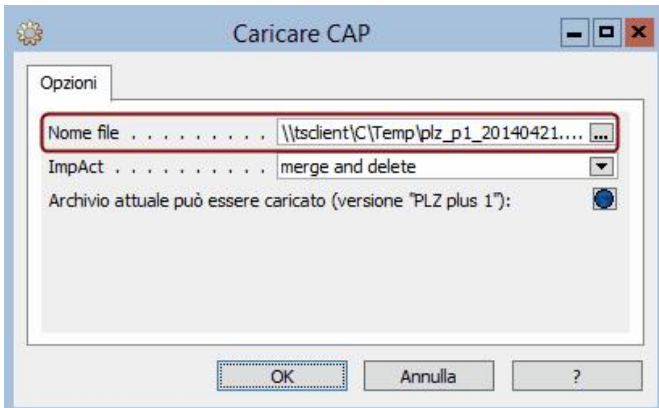 Caricare CAP
Opzioni
Nome file . . . . . . . . . \\tsclient\C\Temp\plz_p1_20140421.... ...
ImpAct . . . . . . . . . . merge and delete
Archivio attuale può essere caricato (versione "PLZ plus 1"):
OK Annulla ?